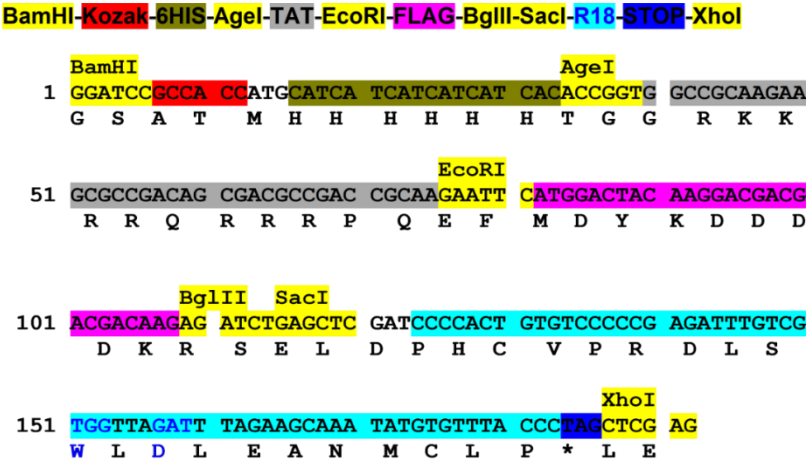 BamHI-Kozak-6HIS-AgeI-TAT-EcoRI-FLAG-BglII-SacI-R18-STOP-XhoI
BamHI AgeI
1 GGATCCGCCA CCATGCATCA TCATCATCAT CACACCGGTG GCCGCAAGAA
G S A T M H H H H H H T G G R K K
EcoRI
51 GCGCCGACAG CGACGCCGAC CGCAAGAATT CATGGACTAC AAGGACGACG
R R Q R R R P Q E F M D Y K D D D
BglII SacI
101 ACGACAAGAG ATCTGAGCTC GATCCCCACT GTGTCCCCCG AGATTTGTCG
D K R S E L D P H C V P R D L S
XhoI
151 TGGTTAGATT TAGAAGCAAA TATGTGTTTA CCCTAGCTCG AG
W L D L E A N M C L P * L E